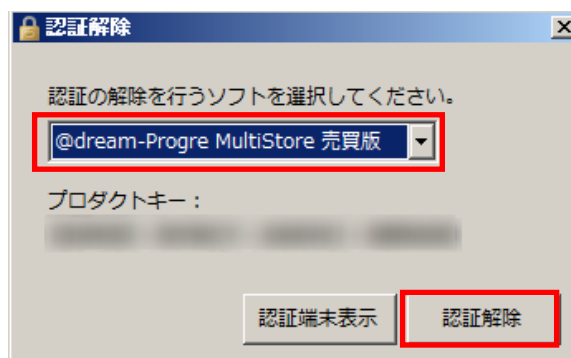 認証解除
認証の解除を行うソフトを選択してください。
@dream-Progre MultiStore 売買版
プロダクトキー：
認証端末表示
認証解除